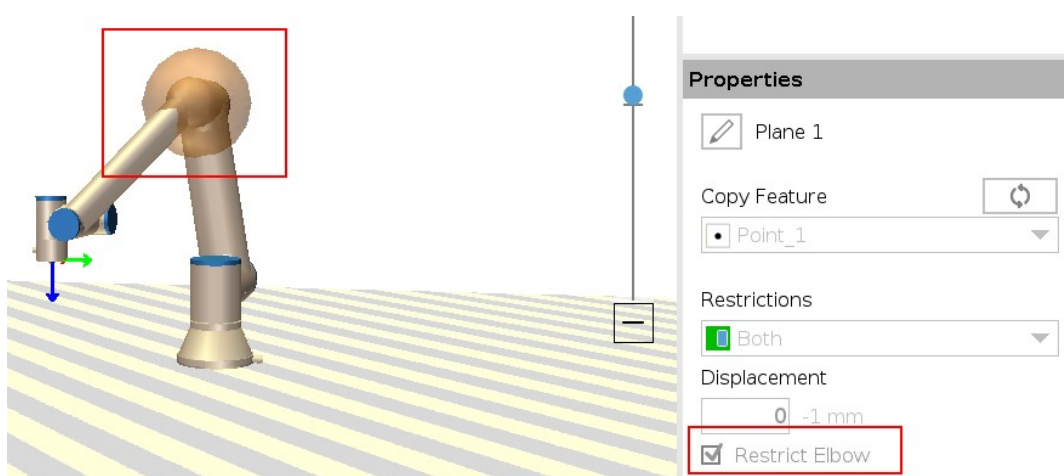 Properties
Plane 1
Copy Feature
Point_1
Restrictions
Both
Displacement
0 -1 mm
Restrict Elbow